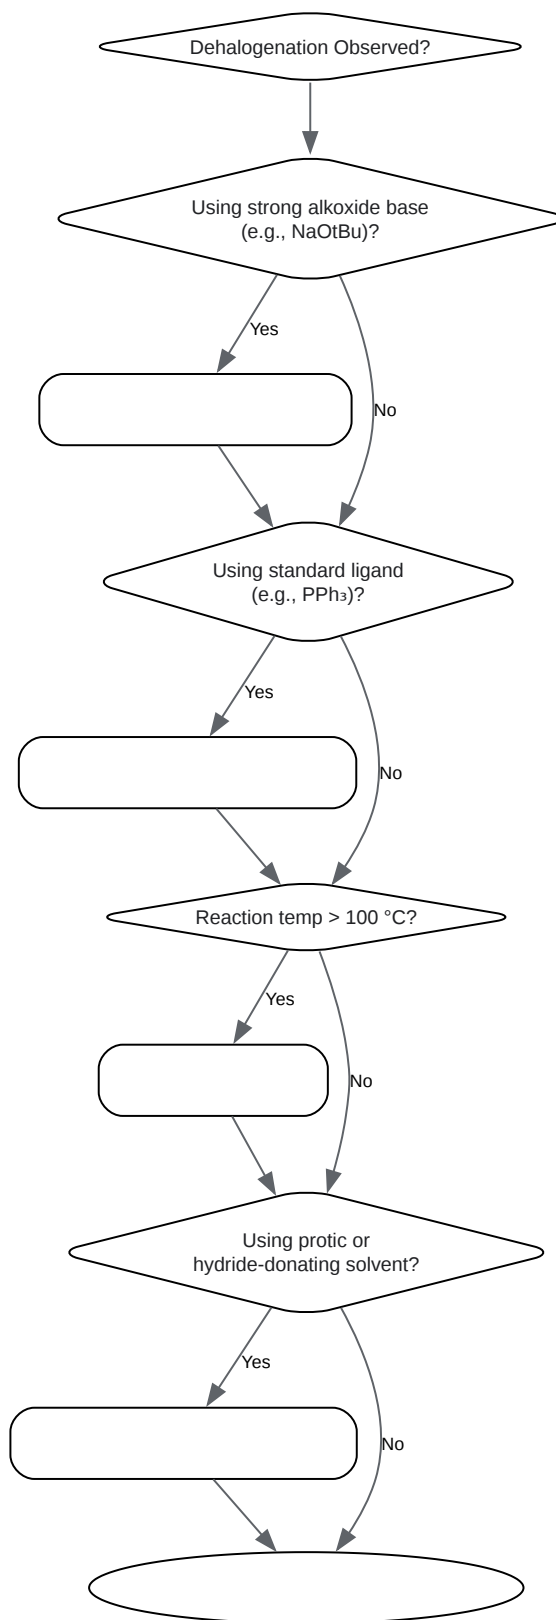 Dehalogenation Observed?
Using strong alkoxide base
(e.g., NaOtBu)?
Yes
No
Using standard ligand
(e.g., PPh₃)?
Yes
No
Reaction temp > 100 °C?
Yes
No
Using protic or
hydride-donating solvent?
Yes
No